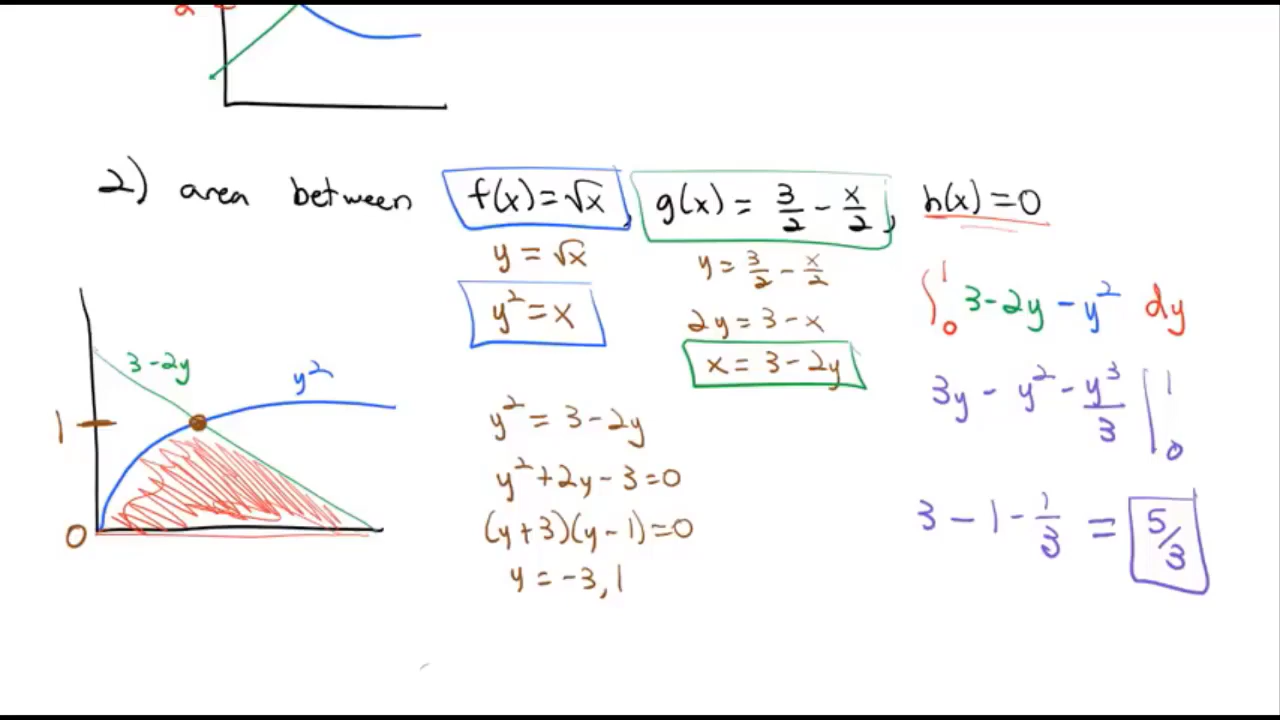 2
2) area between f(x) = √x, g(x) = 3/2 - x/2, h(x) = 0
y = √x
y² = x
y = 3/2 - x/2
2y = 3 - x
x = 3 - 2y
3-2y
y²
1
0
y² = 3 - 2y
y² + 2y - 3 = 0
(y + 3)(y - 1) = 0
y = -3, 1
∫₀¹ 3 - 2y - y² dy
3y - y² - y³/3 |₀¹
3 - 1 - 1/3 = 5/3